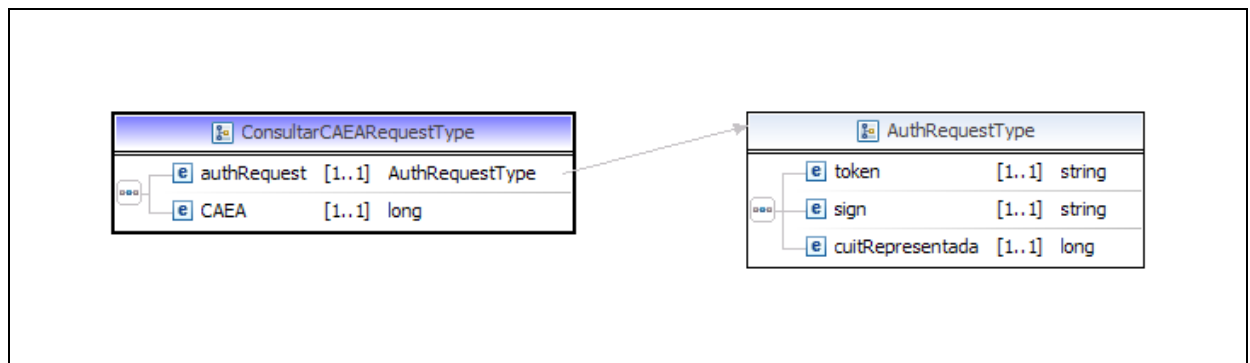 ConsultarCAEARequestType
authRequest [1..1] AuthRequestType
CAEA [1..1] long
AuthRequestType
token [1..1] string
sign [1..1] string
cuitRepresentada [1..1] long